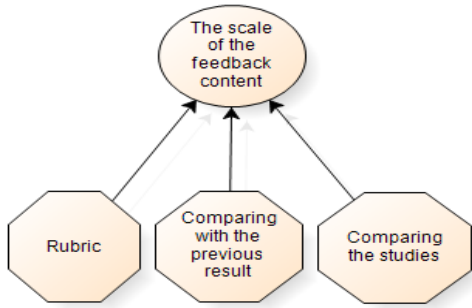 The scale
of the
feedback
content
Rubric
Comparing
with the
previous
result
Comparing
the studies